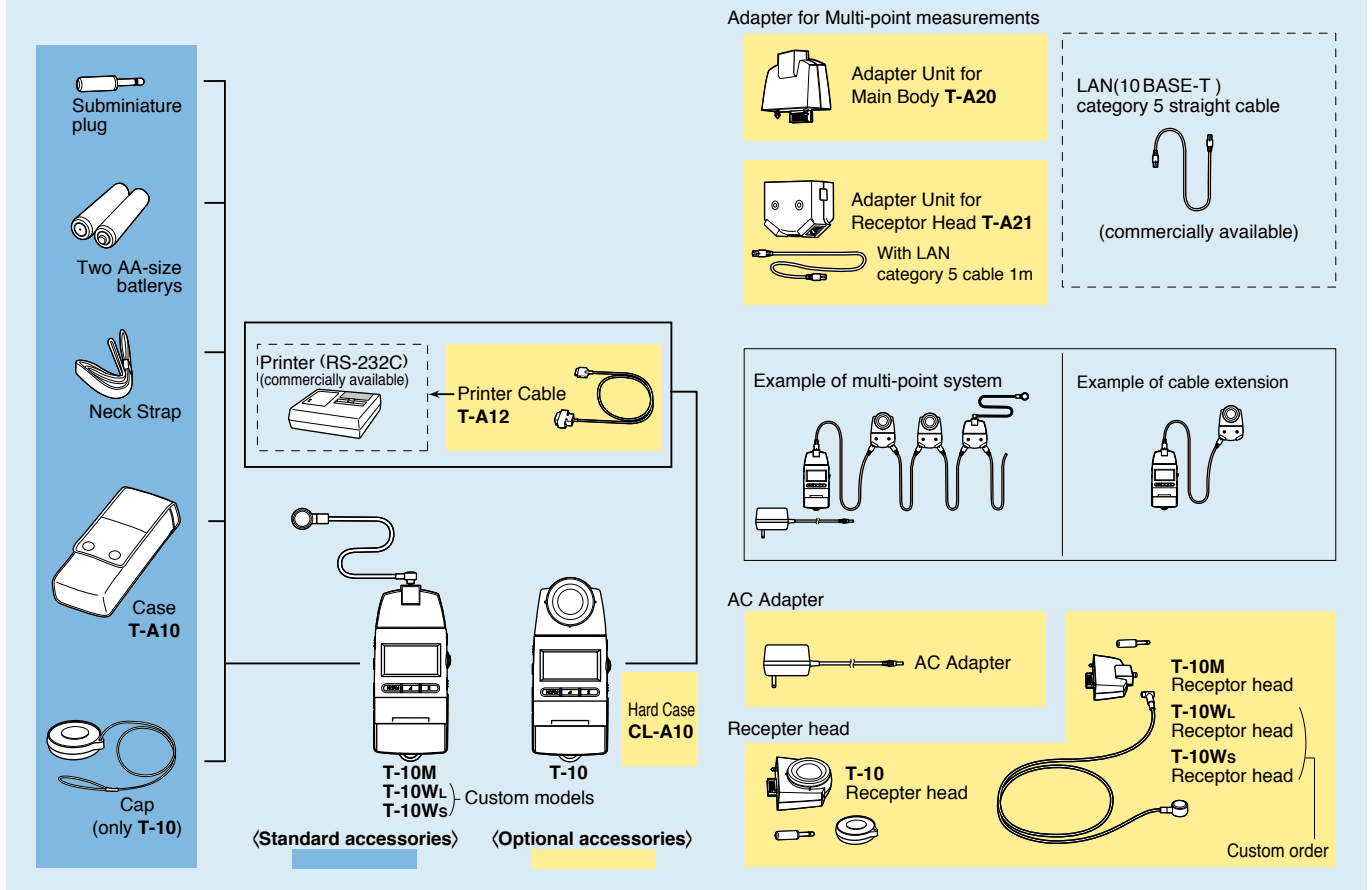 Subminiature
plug
Two AA-size
batlerys
Neck Strap
Case
T-A10
Cap
(only T-10)
Printer (RS-232C)
(commercially available)
Printer Cable
T-A12
T-10M
T-10WL
T-10WS
Custom models
T-10
Hard Case
CL-A10
〈Standard accessories〉
〈Optional accessories〉
Adapter for Multi-point measurements
Adapter Unit for
Main Body T-A20
Adapter Unit for
Receptor Head T-A21
With LAN
category 5 cable 1m
LAN(10 BASE-T )
category 5 straight cable
(commercially available)
Example of multi-point system
Example of cable extension
AC Adapter
AC Adapter
Recepter head
T-10
Recepter head
T-10M
Receptor head
T-10WL
Receptor head
T-10WS
Receptor head
Custom order